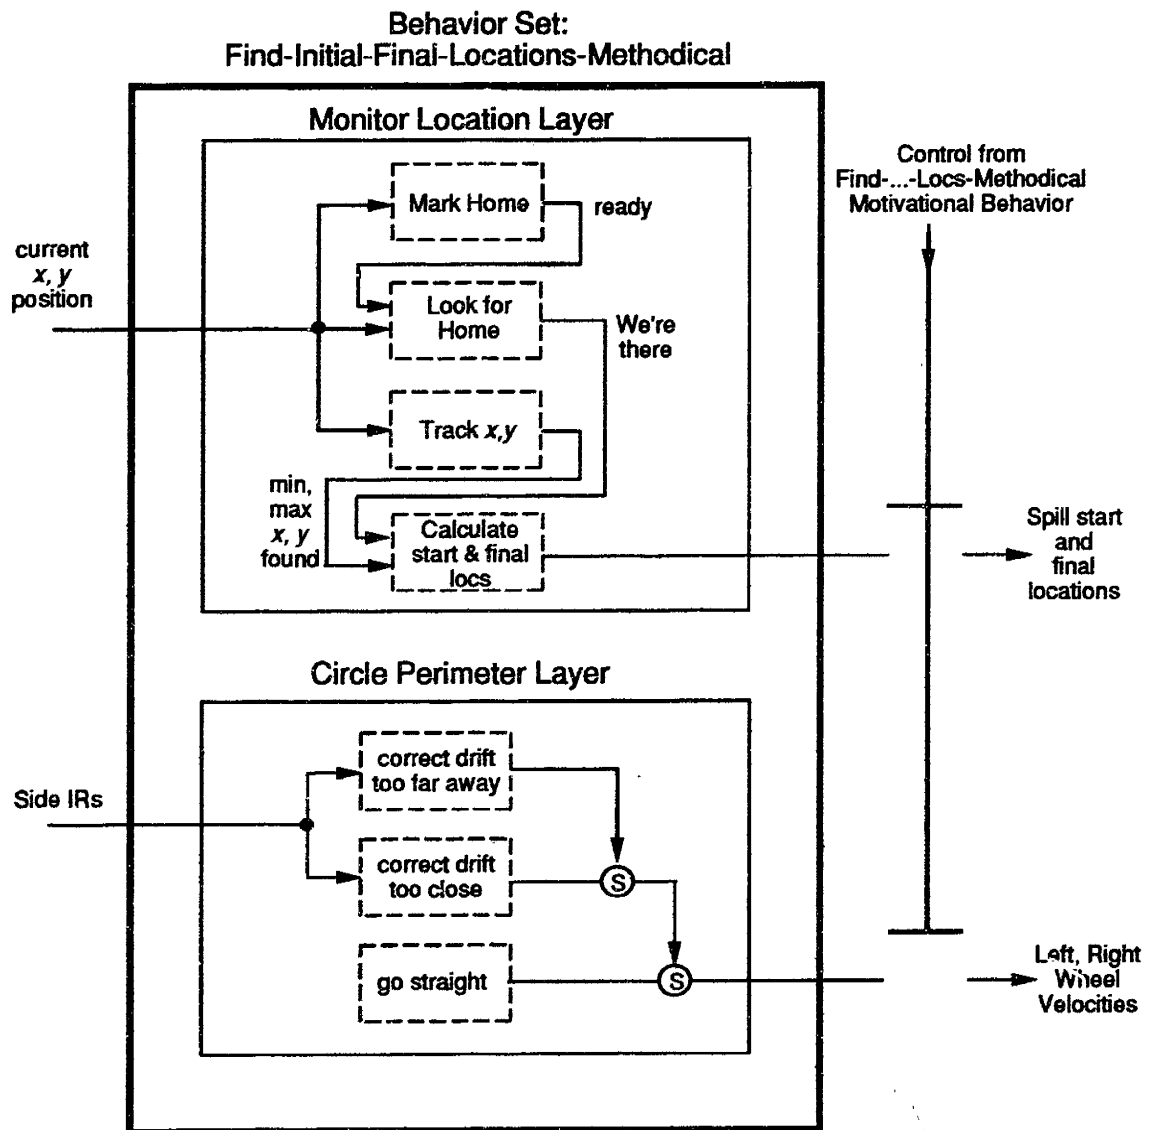 Behavior Set:
Find-Initial-Final-Locations-Methodical
Monitor Location Layer
Mark Home
ready
current
x, y
position
Look for
Home
We're
there
Track x,y
min,
max
x, y
found
Calculate
start & final
locs
Control from
Find-...-Locs-Methodical
Motivational Behavior
Spill start
and
final
locations
Circle Perimeter Layer
Side IRs
correct drift
too far away
correct drift
too close
S
go straight
S
Left, Right
Wheel
Velocities